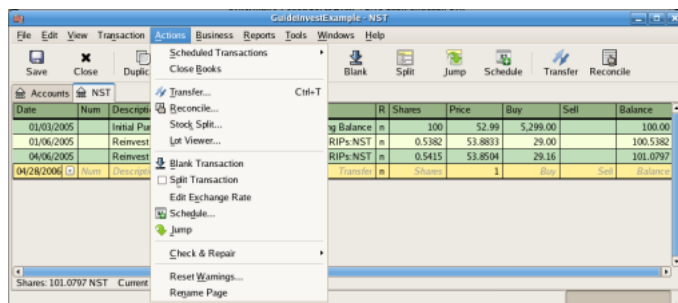 GuideInvestExample - NST
File Edit View Transaction Actions Business Reports Tools Windows Help
Save Close Duplic Blank Split Jump Schedule Transfer Reconcile
Scheduled Transactions
Close Books
Accounts NST
Transfer... Ctrl+T
Date Num Descripti R Shares Price Buy Sell Balance
Reconcile...
01/03/2005 Initial Pur ng Balance n 100 52.99 5,299.00 100.00
Stock Split...
01/06/2005 Reinvest RIPs:NST n 0.5382 53.8833 29.00 100.5382
Lot Viewer...
04/06/2005 Reinvest RIPs:NST n 0.5415 53.8504 29.16 101.0797
Blank Transaction
04/28/2006 Num Descripti Transfer n Shares 1 Buy Sell Balance
Split Transaction
Edit Exchange Rate
Schedule...
Jump
Check & Repair
Reset Warnings...
Shares: 101.0797 NST Current
Rename Page